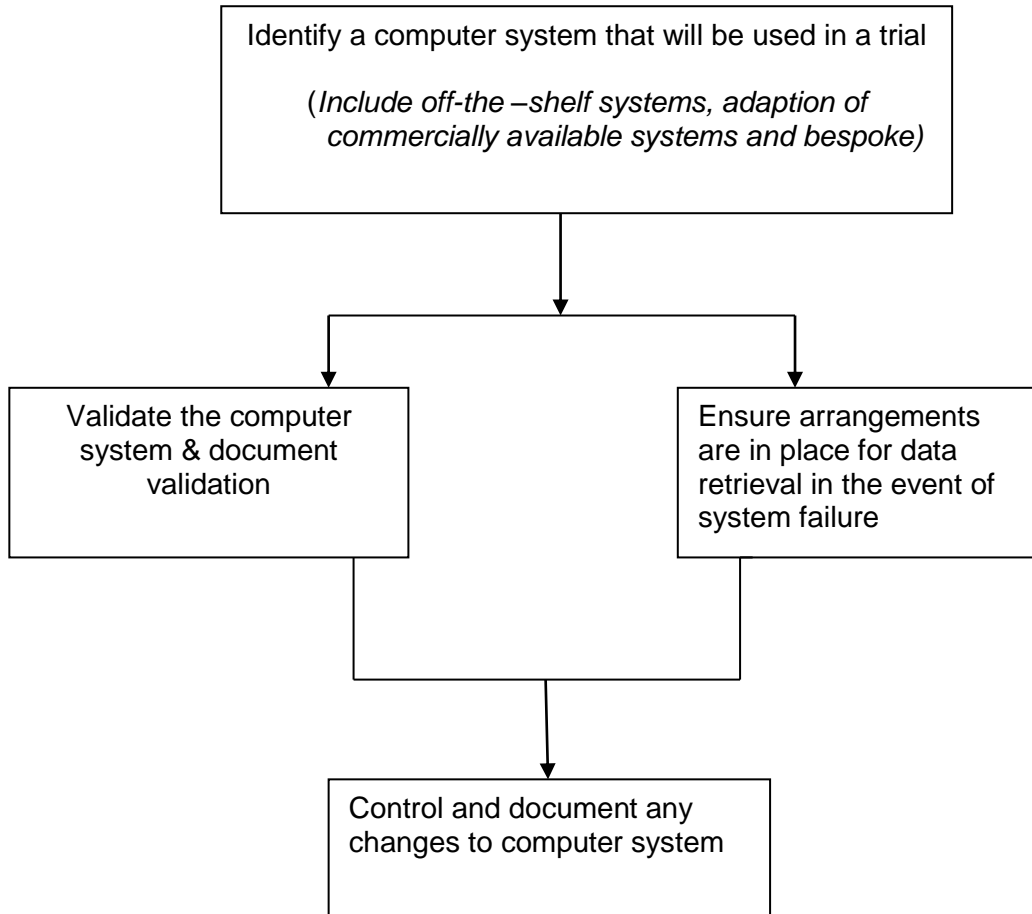 Identify a computer system that will be used in a trial
(Include off-the –shelf systems, adaption of
commercially available systems and bespoke)
Validate the computer
system & document
validation
Ensure arrangements
are in place for data
retrieval in the event of
system failure
Control and document any
changes to computer system